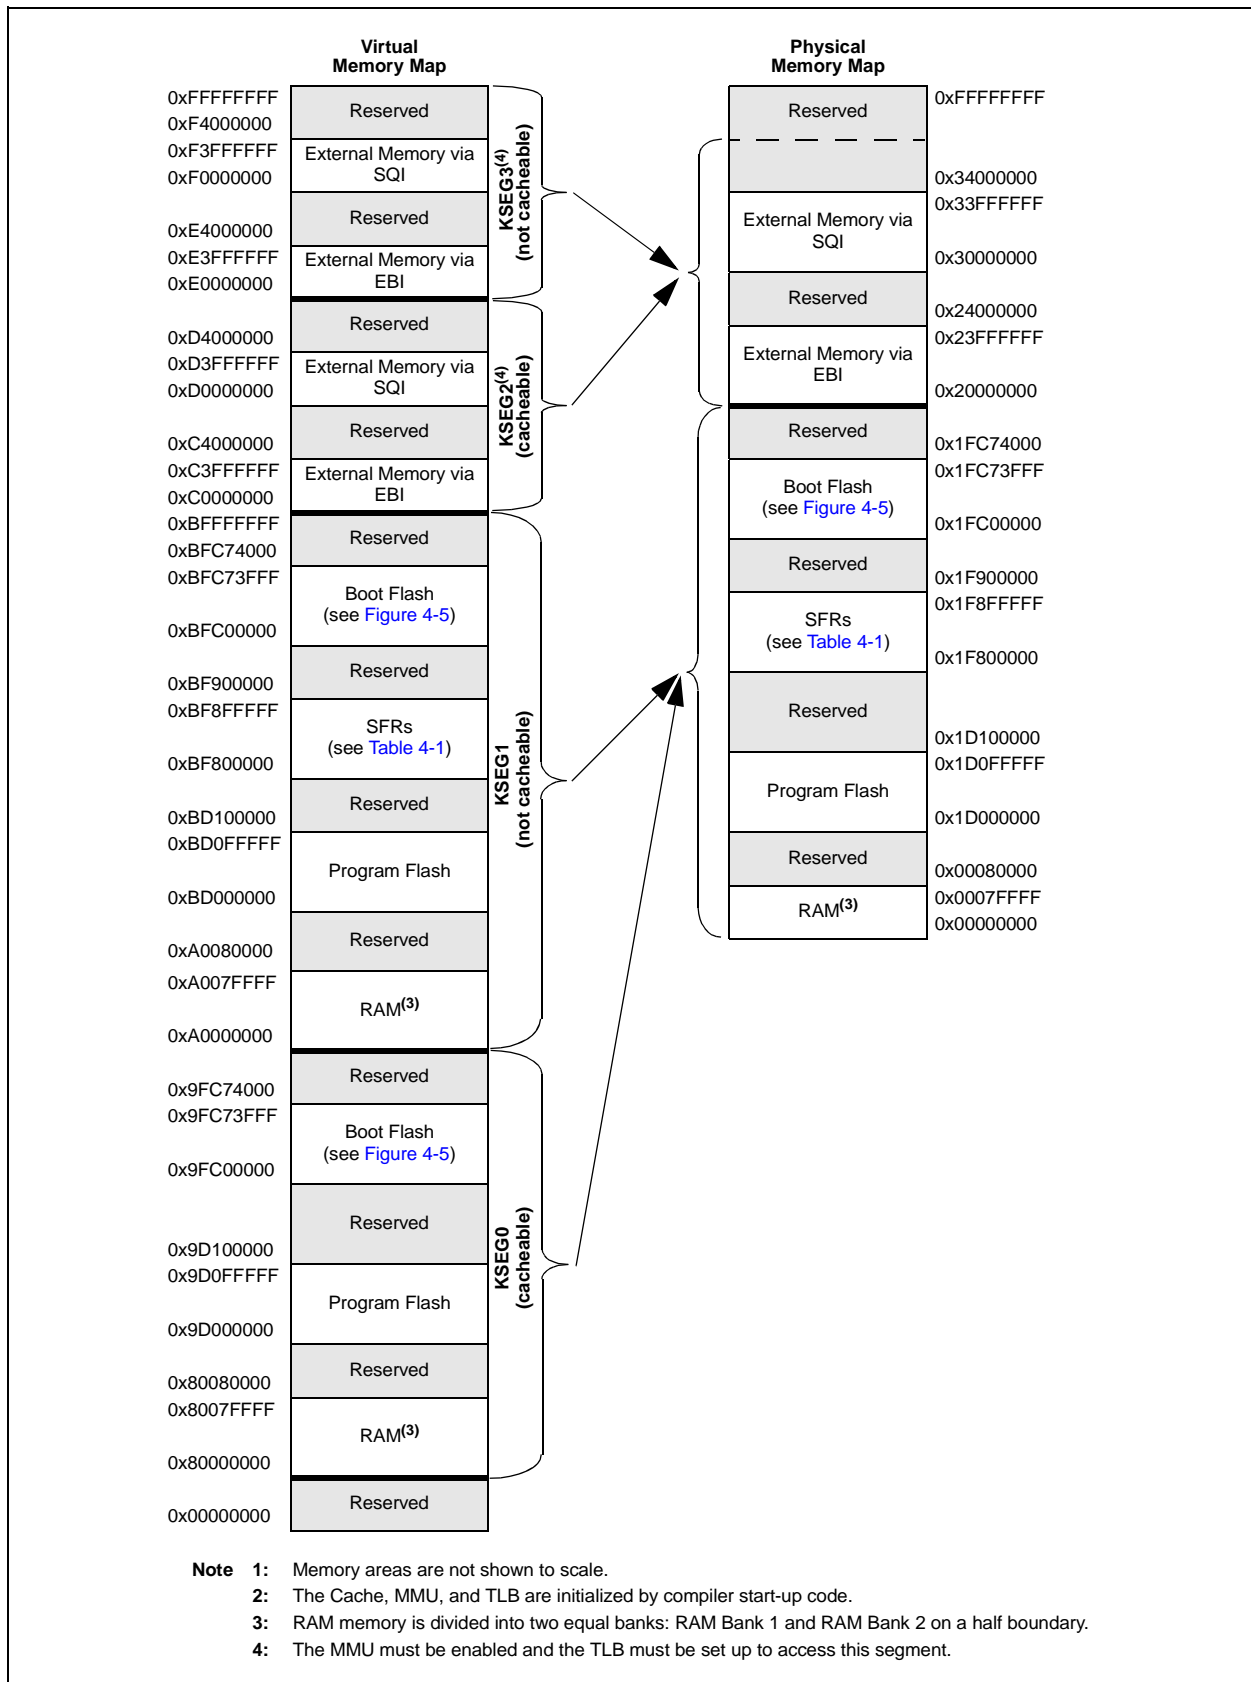 Virtual
Memory Map
0xFFFFFFFF
Reserved
0xF4000000
0xF3FFFFFF
External Memory via
SQI
0xF0000000
Reserved
0xE4000000
0xE3FFFFFF
External Memory via
EBI
0xE0000000
KSEG3(4)
(not cacheable)
Reserved
0xD4000000
0xD3FFFFFF
External Memory via
SQI
0xD0000000
Reserved
0xC4000000
0xC3FFFFFF
External Memory via
EBI
0xC0000000
KSEG2(4)
(cacheable)
0xBFFFFFFF
Reserved
0xBFC74000
0xBFC73FFF
Boot Flash
(see Figure 4-5)
0xBFC00000
Reserved
0xBF900000
0xBF8FFFFF
SFRs
(see Table 4-1)
0xBF800000
Reserved
0xBD100000
0xBD0FFFFF
Program Flash
0xBD000000
Reserved
0xA0080000
0xA007FFFF
RAM(3)
0xA0000000
KSEG1
(not cacheable)
Reserved
0x9FC74000
0x9FC73FFF
Boot Flash
(see Figure 4-5)
0x9FC00000
Reserved
0x9D100000
0x9D0FFFFF
Program Flash
0x9D000000
Reserved
0x80080000
0x8007FFFF
RAM(3)
0x80000000
KSEG0
(cacheable)
Reserved
0x00000000
Physical
Memory Map
0xFFFFFFFF
Reserved
0x34000000
0x33FFFFFF
External Memory via
SQI
0x30000000
Reserved
0x24000000
0x23FFFFFF
External Memory via
EBI
0x20000000
Reserved
0x1FC74000
0x1FC73FFF
Boot Flash
(see Figure 4-5)
0x1FC00000
Reserved
0x1F900000
0x1F8FFFFF
SFRs
(see Table 4-1)
0x1F800000
Reserved
0x1D100000
0x1D0FFFFF
Program Flash
0x1D000000
Reserved
0x00080000
0x0007FFFF
RAM(3)
0x00000000
Note 1: Memory areas are not shown to scale.
2: The Cache, MMU, and TLB are initialized by compiler start-up code.
3: RAM memory is divided into two equal banks: RAM Bank 1 and RAM Bank 2 on a half boundary.
4: The MMU must be enabled and the TLB must be set up to access this segment.